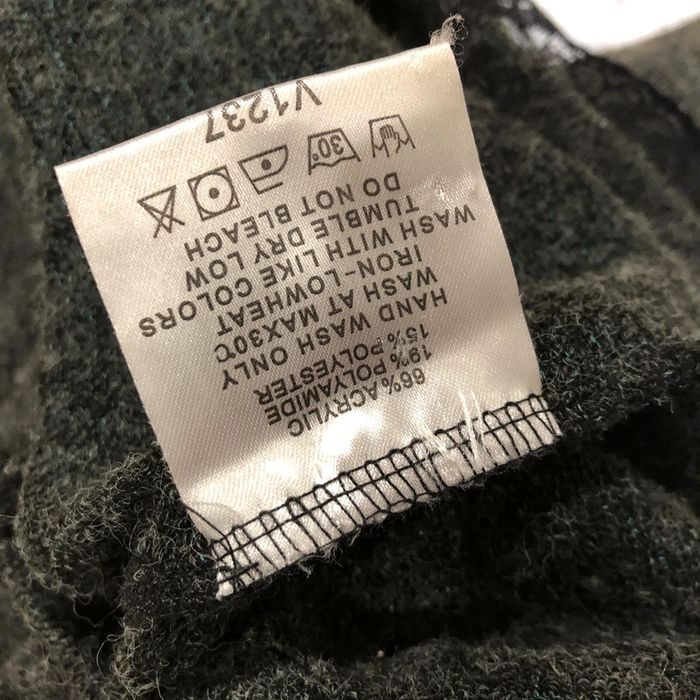 66% ACRYLIC
19% POLYAMIDE
15% POLYESTER
HAND WASH ONLY
WASH AT MAX30℃
IRON-LOWHEAT
WASH WITH LIKE COLORS
TUMBLE DRY LOW
DO NOT BLEACH
30°
V1237